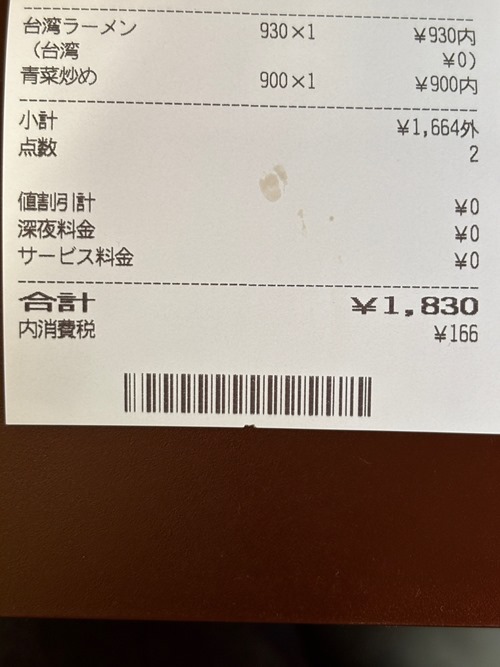 台湾ラーメン 930×1 ¥930内
(台湾 ¥0)
青菜炒め 900×1 ¥900内
小計 ¥1,664外
点数 2
値割引計 ¥0
深夜料金 ¥0
サービス料金 ¥0
合計 ¥1,830
内消費税 ¥166